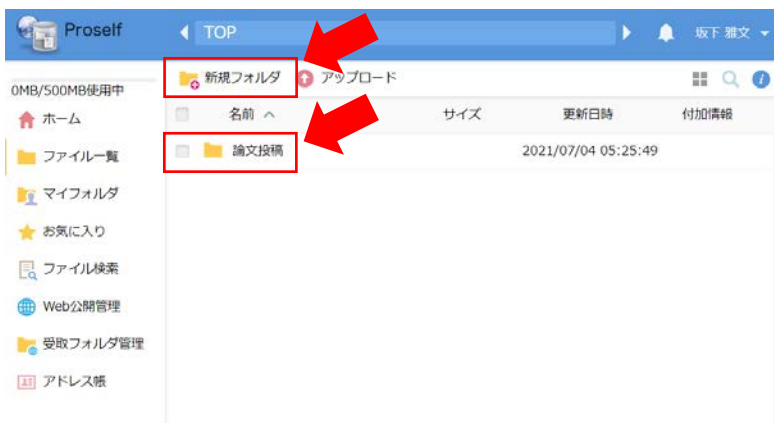 Proself
TOP
坂下 雅文
0MB/500MB使用中
新規フォルダ
アップロード
名前
サイズ
更新日時
付加情報
論文投稿
2021/07/04 05:25:49
ホーム
ファイル一覧
マイフォルダ
お気に入り
ファイル検索
Web公開管理
受取フォルダ管理
アドレス帳